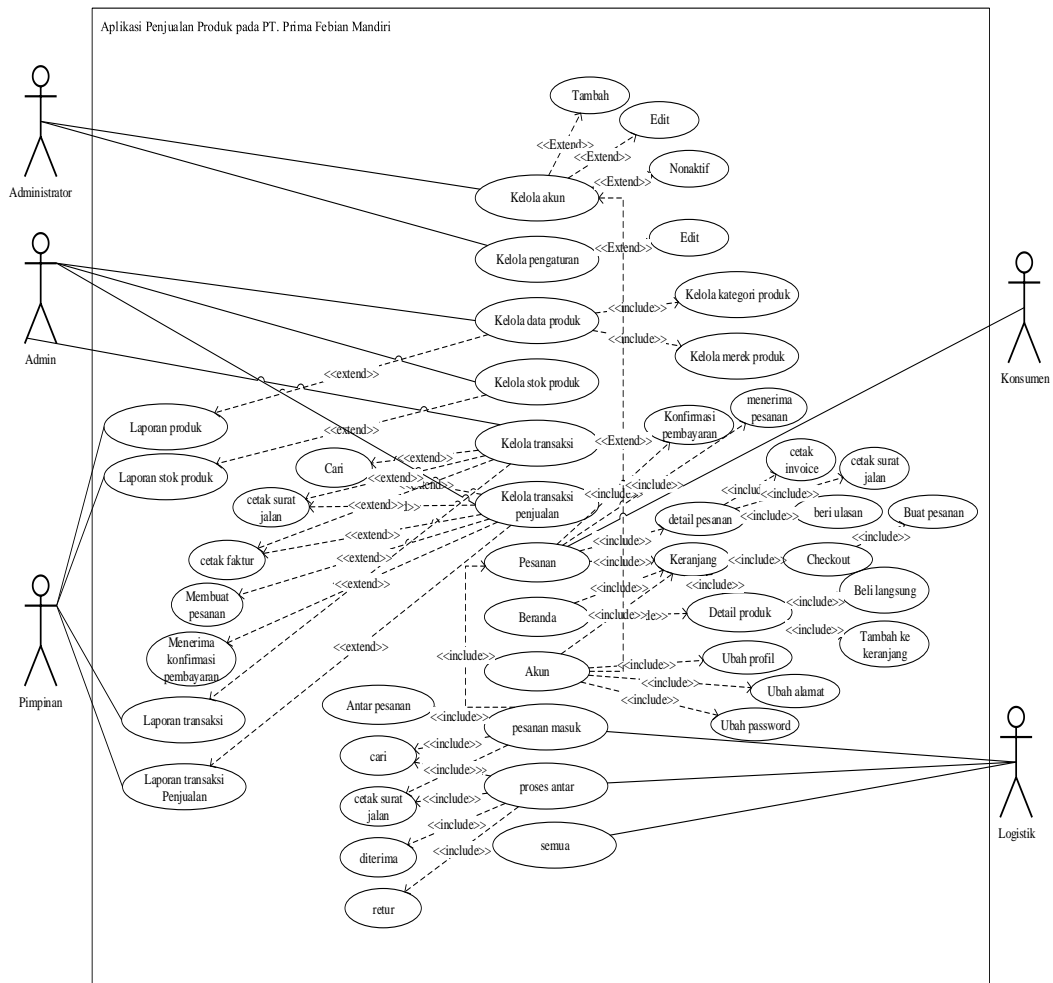 Aplikasi Penjualan Produk pada PT. Prima Febian Mandiri
Tambah
Edit
<<Extend>>
<<Extend>>
Nonaktif
<<Extend>>
Administrator
Kelola akun
Edit
<<Extend>>
Kelola pengaturan
Kelola kategori produk
<<include>>
Kelola data produk
<<include>>
Kelola merek produk
Admin
Konsumen
<<extend>>
Kelola stok produk
menerima
pesanan
Konfirmasi
pembayaran
Laporan produk
<<extend>>
Kelola transaksi
<<Extend>>
cetak
invoice
cetak surat
jalan
Cari
<<extend>>
Laporan stok produk
<<extend>>
cetak surat
jalan
Kelola transaksi
penjualan
<<include>>
<<include>>
<<extend>>
detail pesanan
<<include>>
beri ulasan
Buat pesanan
<<extend>>
<<include>>
<<include>>
cetak faktur
Pesanan
<<include>>
Keranjang
<<include>>
Checkout
<<extend>>
<<extend>>
<<include>>
<<include>>
Beli langsung
Membuat
pesanan
Beranda
<<include>>
Detail produk
<<include>>
<<include>>
Tambah ke
keranjang
Menerima
konfirmasi
pembayaran
<<extend>>
<<include>>
Akun
<<include>>
Ubah profil
<<include>>
Ubah alamat
<<include>>
Ubah password
Pimpinan
Antar pesanan
Laporan transaksi
<<include>>
pesanan masuk
cari
<<include>>
<<include>>
Laporan transaksi
Penjualan
proses antar
cetak surat
jalan
<<include>>
<<include>>
Logistik
diterima
<<include>>
semua
retur